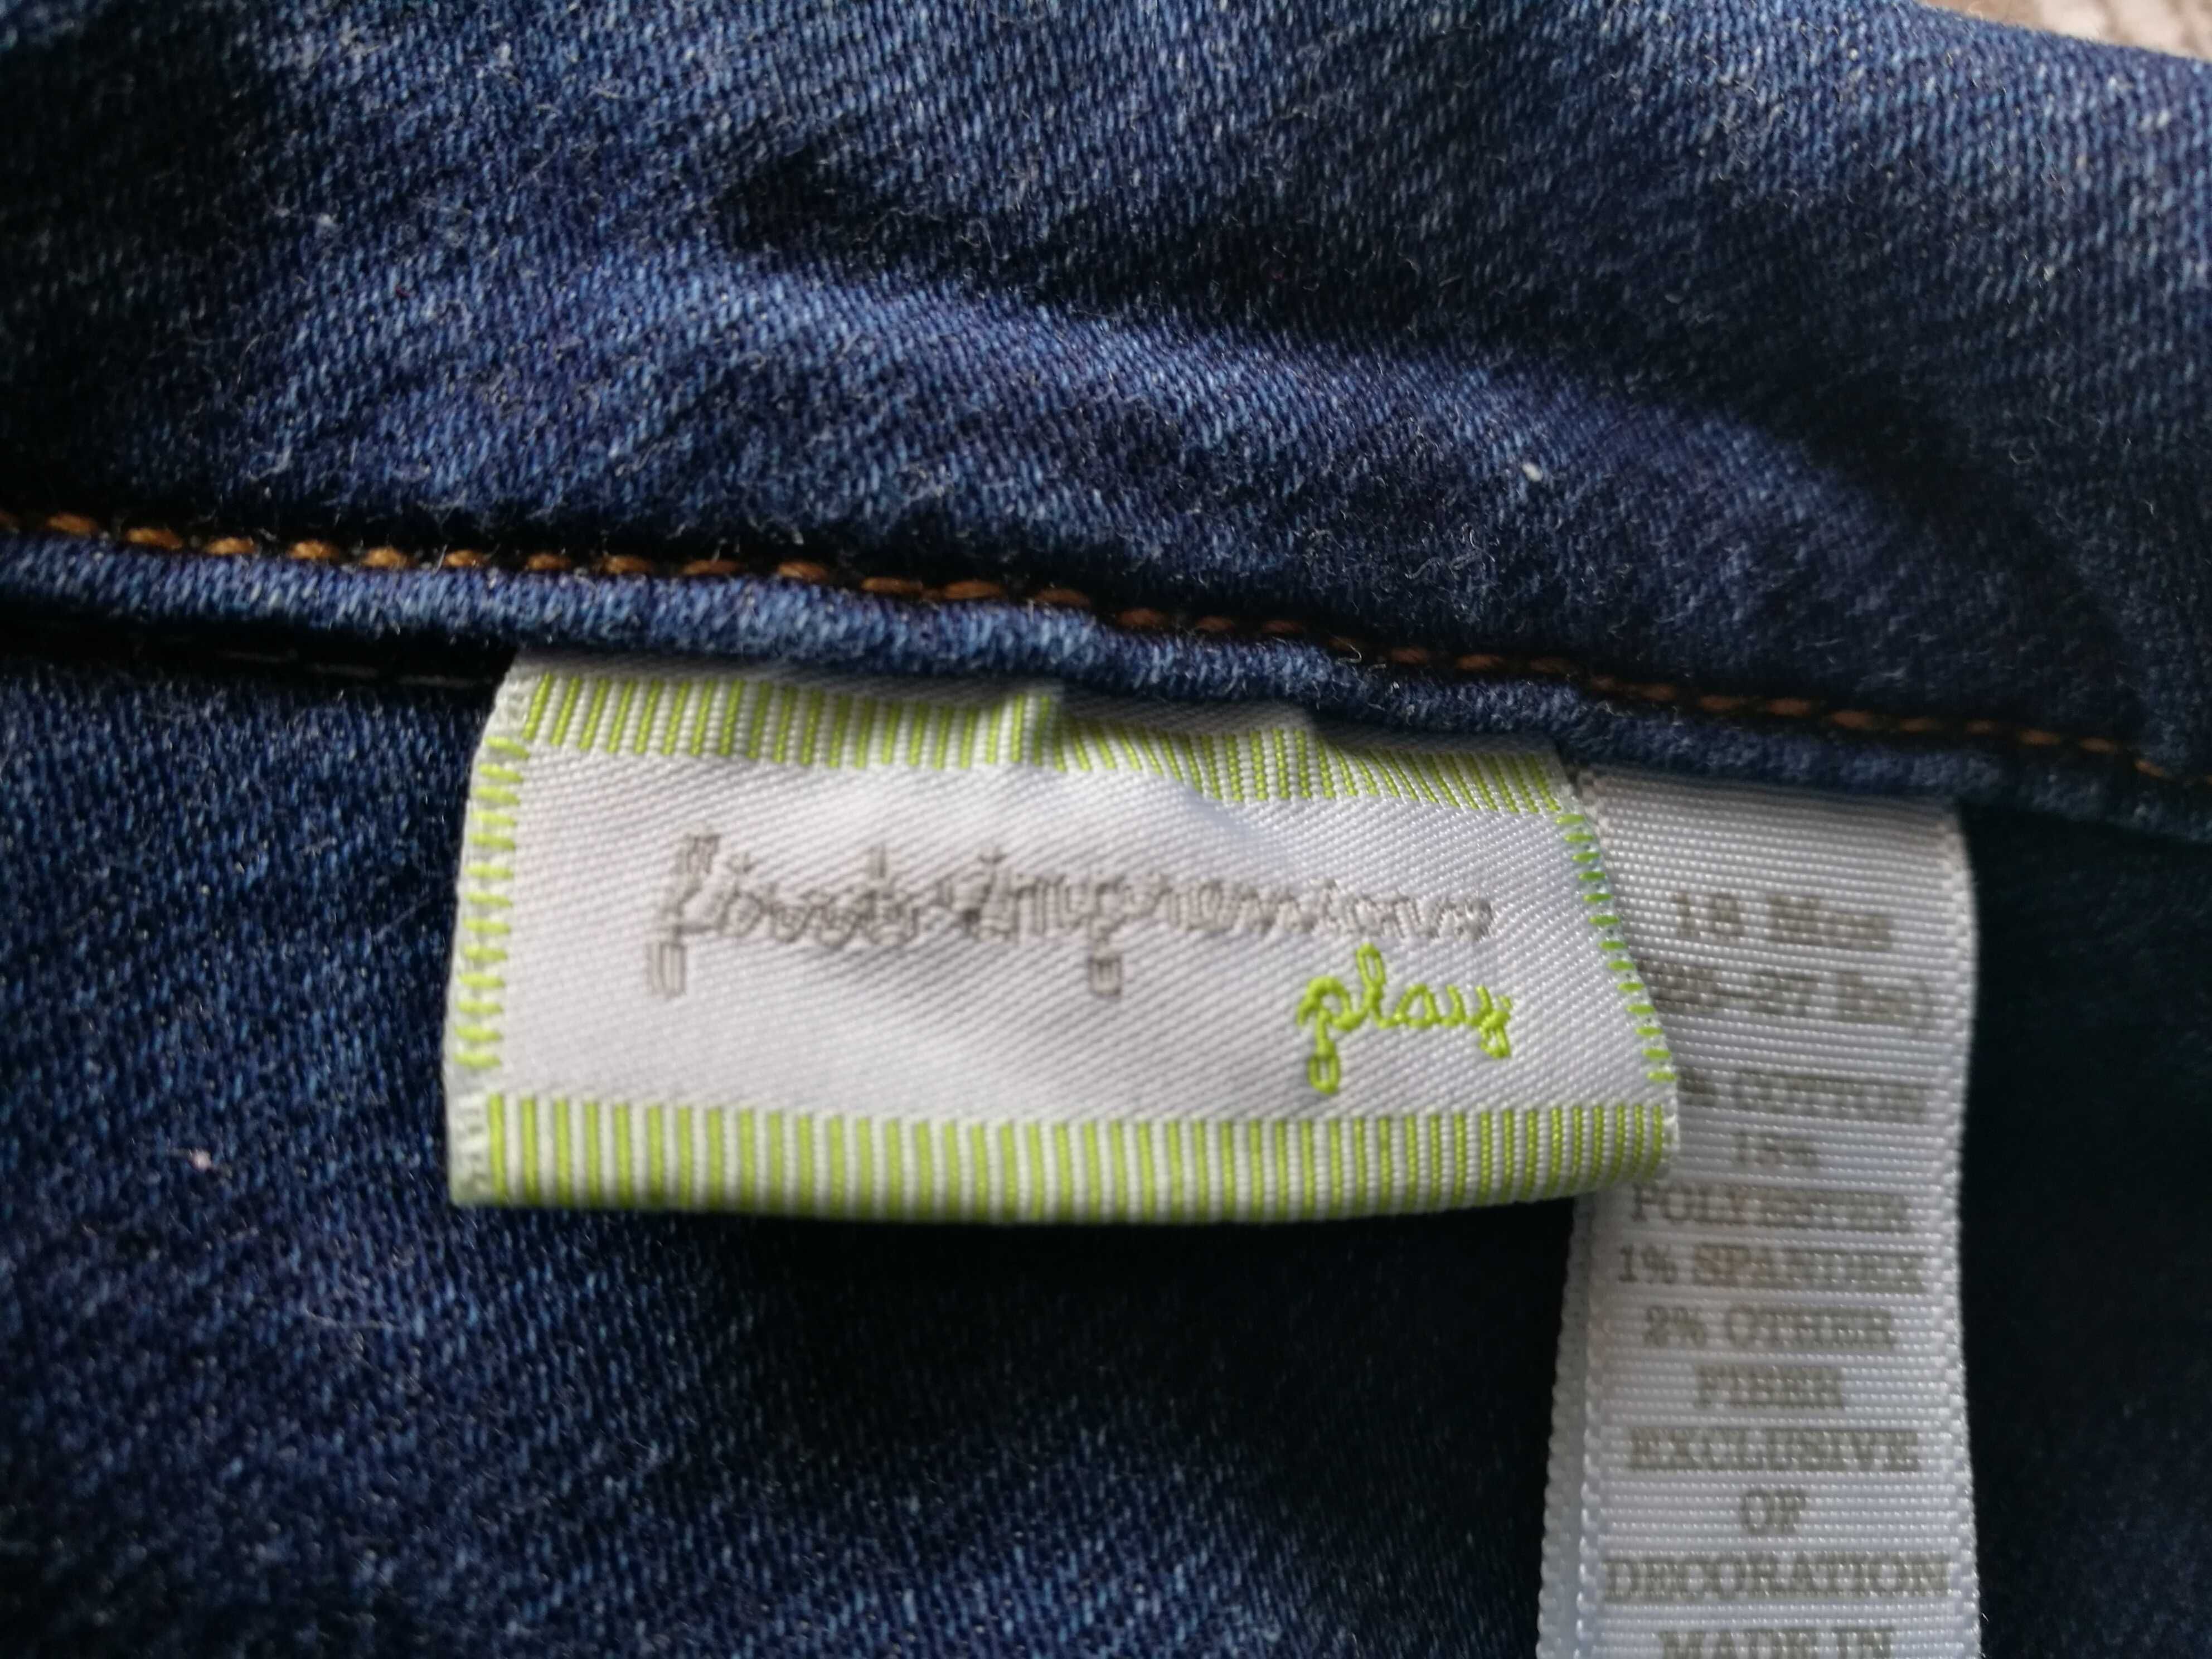 first impressions
play
18 Mos
COTTON
POLYESTER
1% SPANDEX
2% OTHER
FIBER
EXCLUSIVE
OF
DECORATION
MADE IN